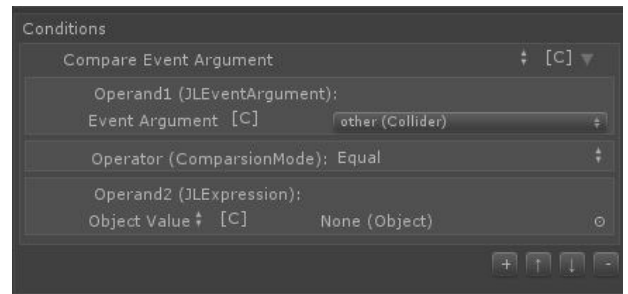 Conditions
Compare Event Argument [C]
Operand1 (JLEventArgument):
Event Argument [C] other (Collider)
Operator (ComparsionMode): Equal
Operand2 (JLExpression):
Object Value [C] None (Object)
+ ↑ ↓ -